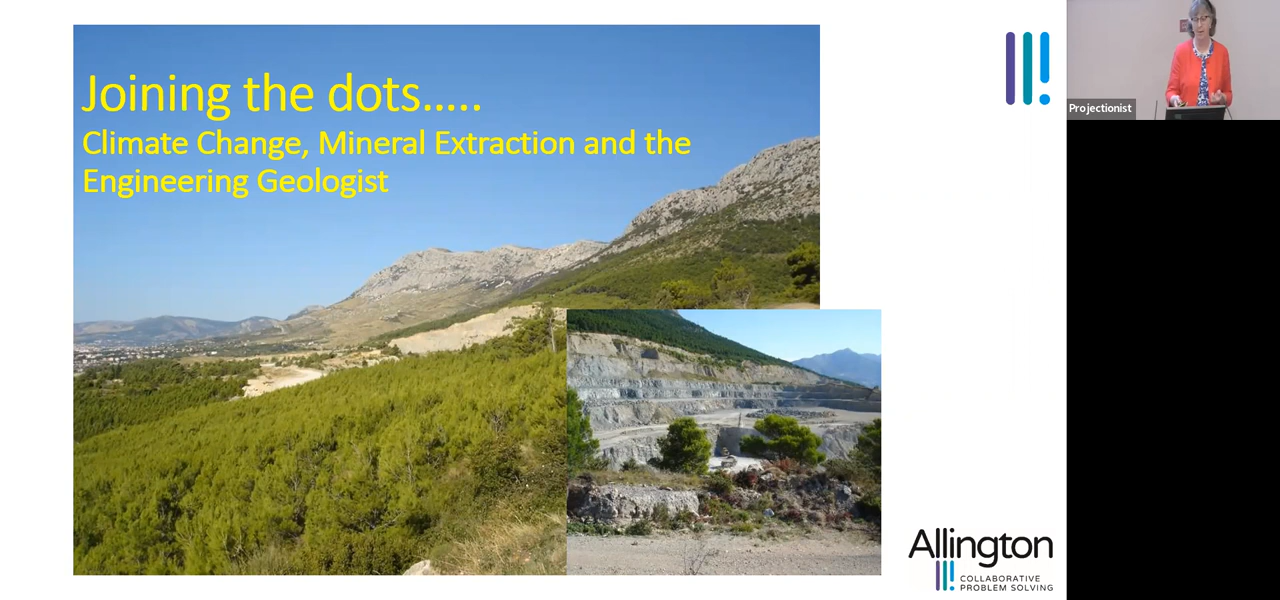 Joining the dots.....
Climate Change, Mineral Extraction and the
Engineering Geologist
Projectionist
Allington
COLLABORATIVE
PROBLEM SOLVING